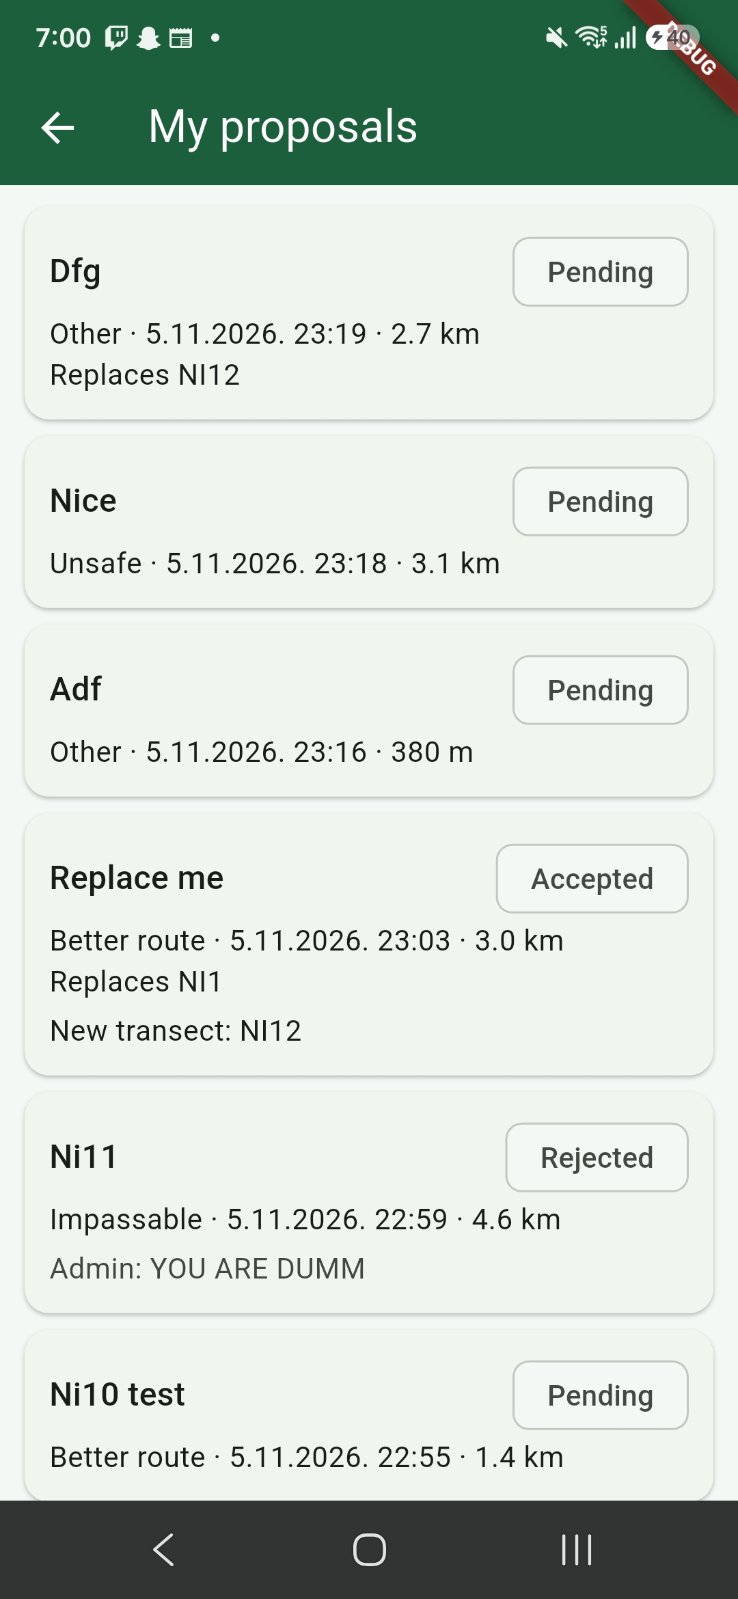 7:00
5
40
My proposals
Dfg
Pending
Other · 5.11.2026. 23:19 · 2.7 km
Replaces NI12
Nice
Pending
Unsafe · 5.11.2026. 23:18 · 3.1 km
Adf
Pending
Other · 5.11.2026. 23:16 · 380 m
Replace me
Accepted
Better route · 5.11.2026. 23:03 · 3.0 km
Replaces NI1
New transect: NI12
Ni11
Rejected
Impassable · 5.11.2026. 22:59 · 4.6 km
Admin: YOU ARE DUMM
Ni10 test
Pending
Better route · 5.11.2026. 22:55 · 1.4 km